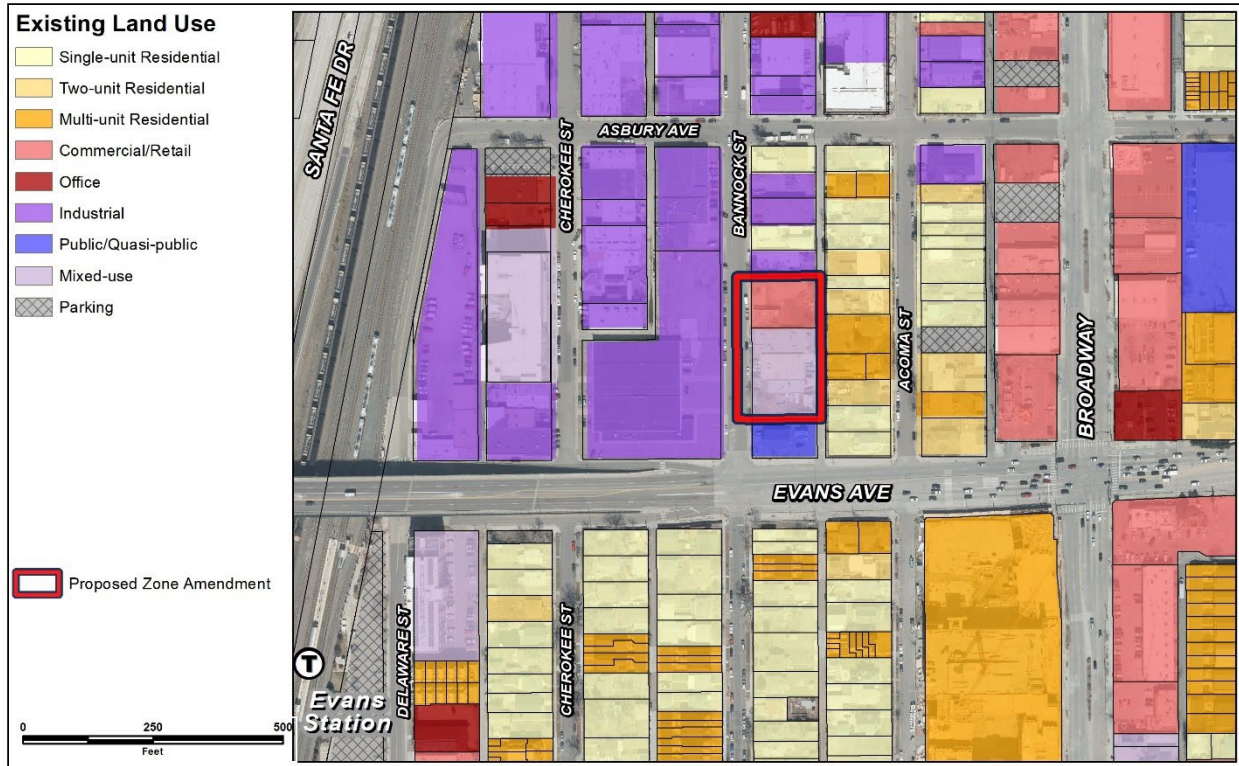 Existing Land Use
Single-unit Residential
Two-unit Residential
Multi-unit Residential
Commercial/Retail
Office
Industrial
Public/Quasi-public
Mixed-use
Parking
Proposed Zone Amendment
0 250 500
Feet
SANTA FE DR
CHEROKEE ST
ASBURY AVE
BANNOCK ST
ACOMA ST
BROADWAY
EVANS AVE
DELAWARE ST
CHEROKEE ST
T
Evans
Station